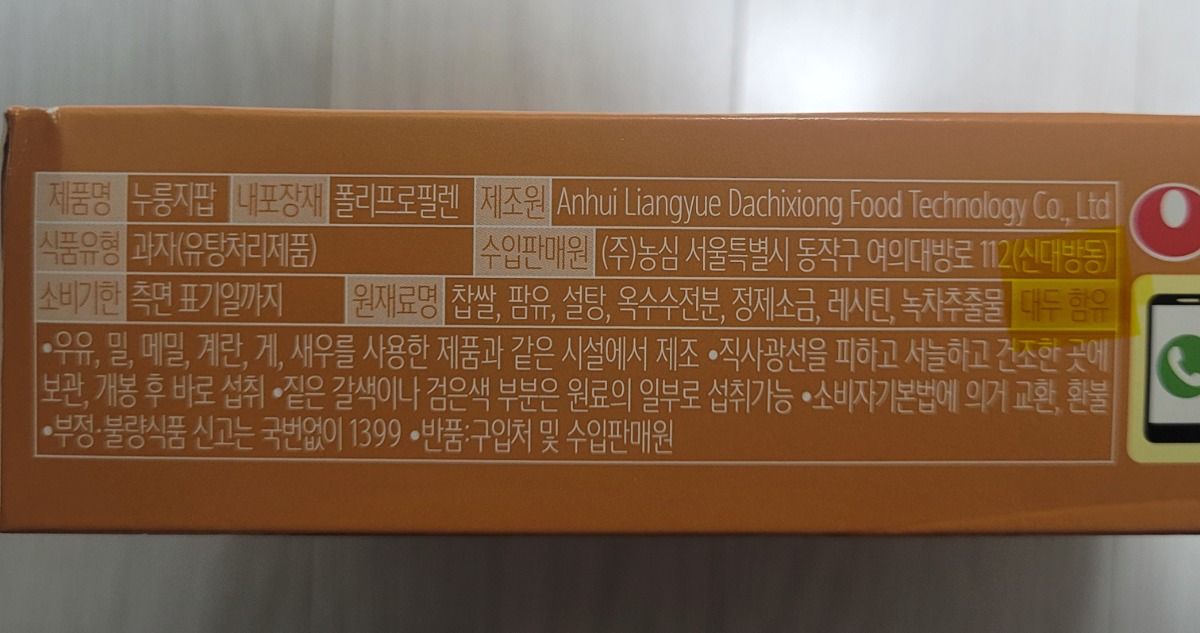 제품명 누룽지팝 내포장재 폴리프로필렌 제조원 Anhui Liangyue Dachixiong Food Technology Co., Ltd
식품유형 과자(유탕처리제품) 수입판매원 (주)농심 서울특별시 동작구 여의대방로 112(신대방동)
소비기한 측면 표기일까지 원재료명 찹쌀, 팜유, 설탕, 옥수수전분, 정제소금, 레시틴, 녹차추출물 대두 함유
•우유, 밀, 메밀, 계란, 게, 새우를 사용한 제품과 같은 시설에서 제조 •직사광선을 피하고 서늘하고 건조한 곳에
보관, 개봉 후 바로 섭취 •짙은 갈색이나 검은색 부분은 원료의 일부로 섭취가능 •소비자기본법에 의거 교환, 환불
•부정·불량식품 신고는 국번없이 1399 •반품:구입처 및 수입판매원